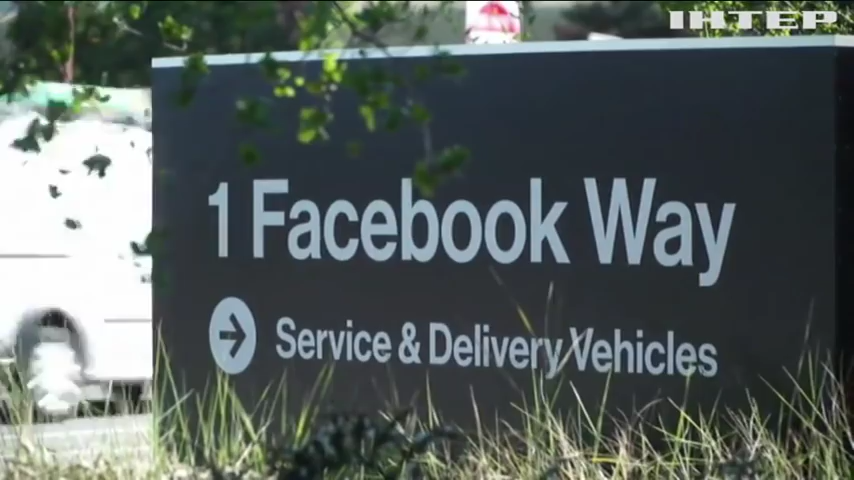 ІНТЕР
1 Facebook Way
Service & Delivery Vehicles